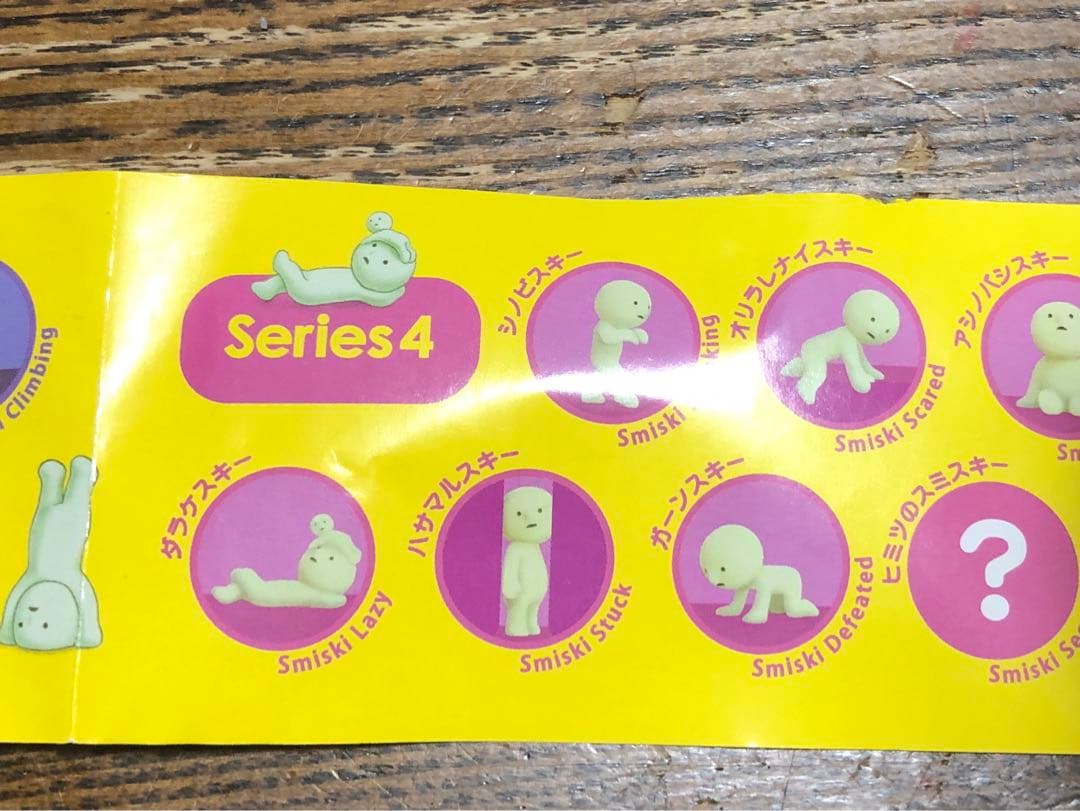 Climbing
Series 4
シノビスキー
Smiski
king
オリラレナイスキー
Smiski Scared
アシノバシスキー
Sm
ダラケスキー
Smiski Lazy
ハサマルスキー
Smiski Stuck
ガーンスキー
Smiski Defeated
ヒミツのスミスキー
?
Smiski Se